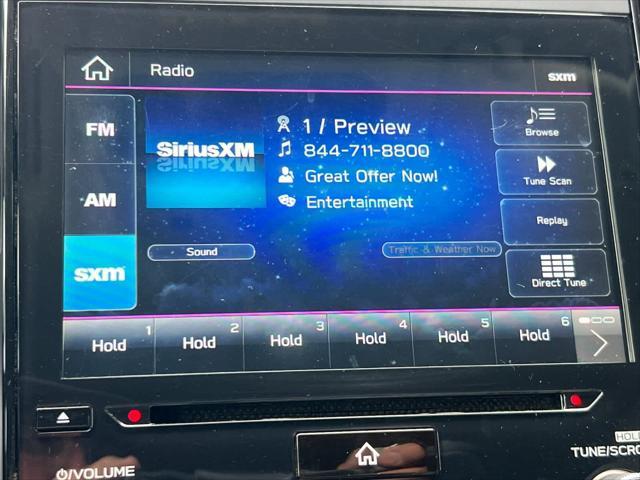 Radio
sxm
FM
AM
sxm
SiriusXM
1 / Preview
844-711-8800
Great Offer Now!
Entertainment
Browse
Tune Scan
Replay
Direct Tune
Sound
Traffic & Weather Now
1 Hold
2 Hold
3 Hold
4 Hold
5 Hold
6 Hold
VOLUME
HOLD
TUNE/SCRO